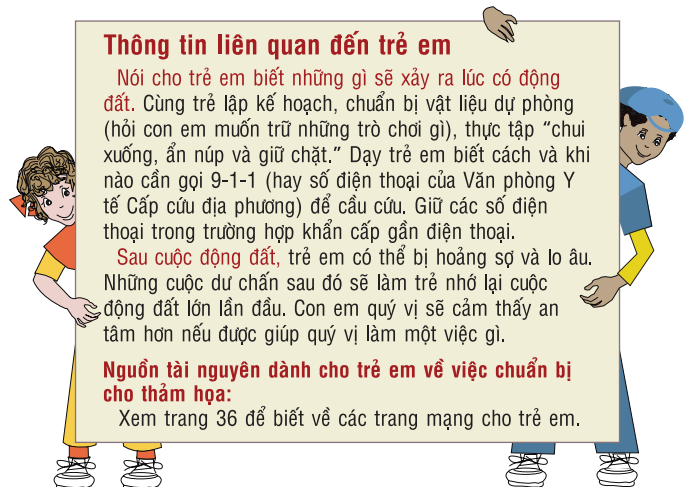 Thông tin liên quan đến trẻ em
Nói cho trẻ em biết những gì sẽ xảy ra lúc có động
đất. Cùng trẻ lập kế hoạch, chuẩn bị vật liệu dự phòng
(hỏi con em muốn trữ những trò chơi gì), thực tập “chui
xuống, ẩn núp và giữ chặt.” Dạy trẻ em biết cách và khi
nào cần gọi 9-1-1 (hay số điện thoại của Văn phòng Y
tế Cấp cứu địa phương) để cầu cứu. Giữ các số điện
thoại trong trường hợp khẩn cấp gần điện thoại.
Sau cuộc động đất, trẻ em có thể bị hoảng sợ và lo âu.
Những cuộc dư chấn sau đó sẽ làm trẻ nhớ lại cuộc
động đất lớn lần đầu. Con em quý vị sẽ cảm thấy an
tâm hơn nếu được giúp quý vị làm một việc gì.
Nguồn tài nguyên dành cho trẻ em về việc chuẩn bị
cho thảm họa:
Xem trang 36 để biết về các trang mạng cho trẻ em.